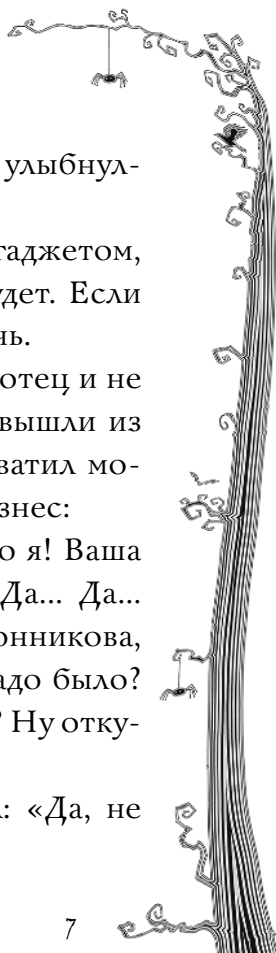 улыбнул-
гаджетом,
удет. Если
нь.
отец и не
вышли из
ватил мо-
знес:
о я! Ваша
Да... Да...
онникова,
адо было?
? Ну отку-
: «Да, не
7